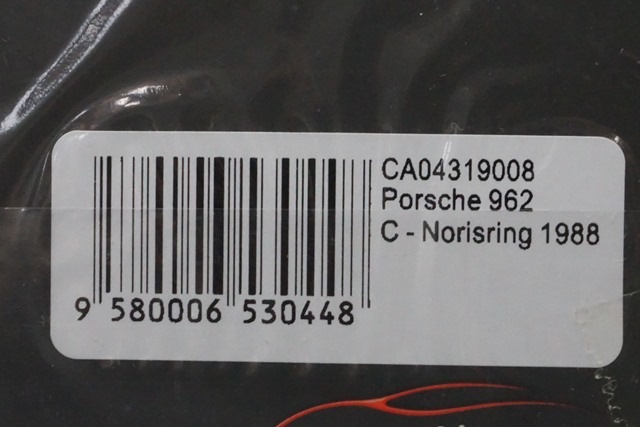 CA04319008
Porsche 962
C - Norisring 1988
9 580006 530448